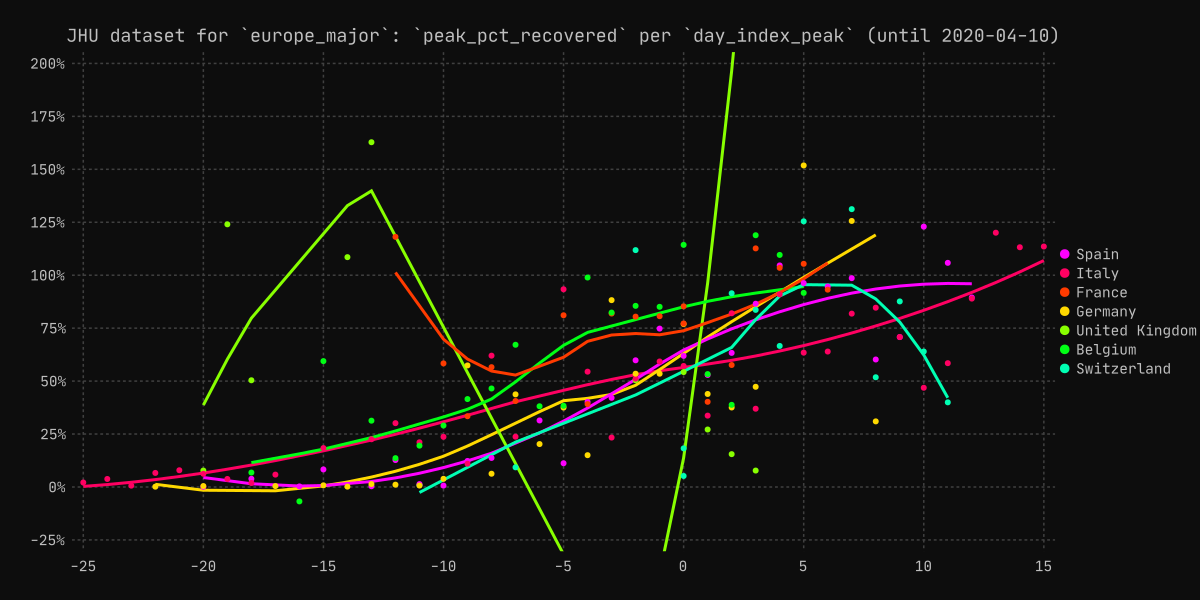 JHU dataset for `europe_major`: `peak_pct_recovered` per `day_index_peak` (until 2020-04-10)
200%
175%
150%
125%
100%
75%
50%
25%
0%
-25%
-25 -20 -15 -10 -5 0 5 10 15
Spain
Italy
France
Germany
United Kingdom
Belgium
Switzerland